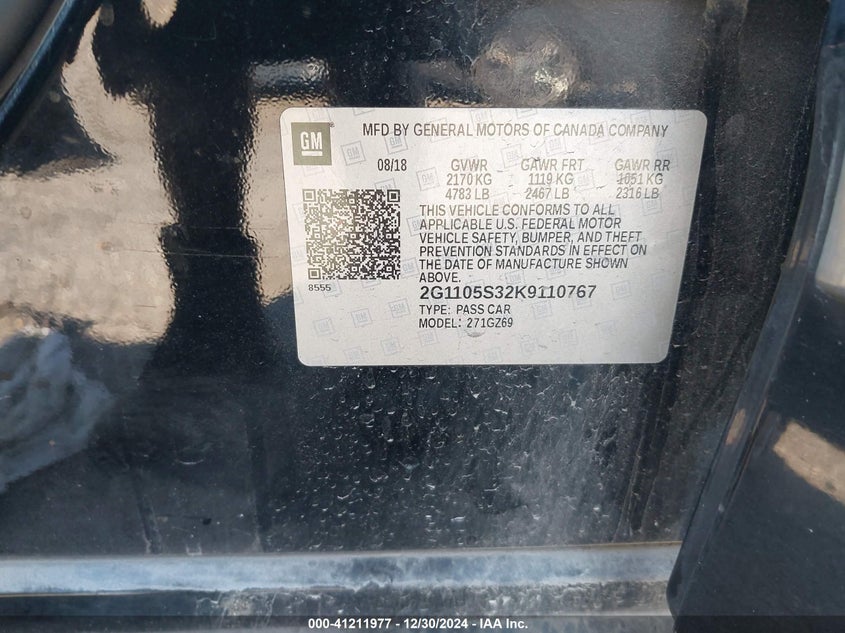 GM
MFD BY GENERAL MOTORS OF CANADA COMPANY
08/18 GVWR GAWR FRT GAWR RR
2170 KG 1119 KG 1051 KG
4783 LB 2467 LB 2316 LB
THIS VEHICLE CONFORMS TO ALL
APPLICABLE U.S. FEDERAL MOTOR
VEHICLE SAFETY, BUMPER, AND THEFT
PREVENTION STANDARDS IN EFFECT ON
THE DATE OF MANUFACTURE SHOWN
ABOVE.
8555
2G1105S32K9110767
TYPE: PASS CAR
MODEL: 271GZ69
000-41211977 - 12/30/2024 - IAA Inc.